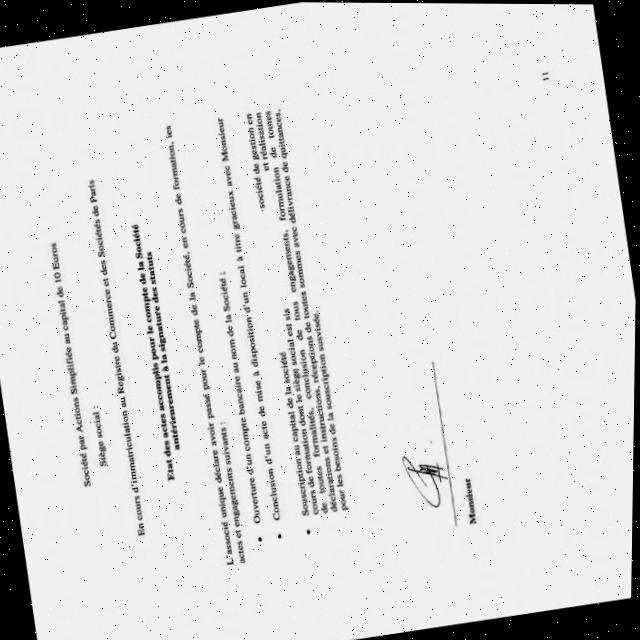 Société par Actions Simplifiée au capital de 10 Euros
Siège social :
En cours d'immatriculation au Registre du Commerce et des Sociétés de Paris
Etat des actes accomplis pour le compte de la Société
antérieurement à la signature des statuts
L'associé unique déclare avoir passé pour le compte de la Société, en cours de formation, les
actes et engagements suivants :
• Ouverture d'un compte bancaire au nom de la Société ;
• Conclusion d'un acte de mise à disposition d'un local à titre gracieux avec Monsieur
• Souscription au capital de la société société de gestion en
cours de formation dont le siège social est sis et réalisation
de toutes formalités, conclusion de tous engagements, formulation de toutes
déclarations et instructions, réceptions de toutes sommes avec délivrance de quittances,
pour les besoins de la souscription susvisée.
Monsieur
11